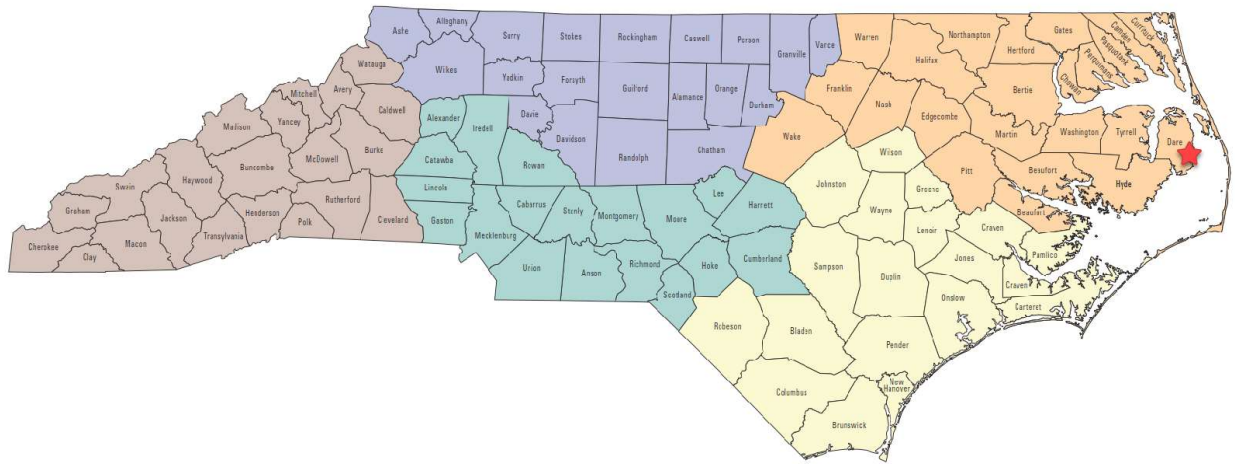 Ashe
Alleghany
Surry
Stokes
Rockingham
Caswell
Person
Granville
Varce
Warren
Northampton
Gates
Camden
Currituck
Pasquotank
Perquimans
Chowan
Hertford
Halifax
Bertie
Watauga
Wilkes
Yadkin
Forsyth
Guilford
Alamance
Orange
Durham
Franklin
Nash
Edgecombe
Martin
Washington
Tyrrell
Dare
Mitchell
Avery
Caldwell
Alexander
Iredell
Davie
Davidson
Randolph
Chatham
Wake
Madison
Yancey
Burke
McDowell
Buncombe
Haywood
Swain
Graham
Cherokee
Clay
Macon
Jackson
Transylvania
Henderson
Polk
Rutherford
Cleveland
Catawba
Lincoln
Gaston
Rowan
Cabarrus
Stanly
Montgomery
Moore
Lee
Harnett
Mecklenburg
Union
Anson
Richmond
Scotland
Hoke
Cumberland
Wilson
Johnston
Greene
Wayne
Pitt
Beaufort
Hyde
Beaufort
Lenoir
Craven
Pamlico
Jones
Craven
Carteret
Sampson
Duplin
Onslow
Robeson
Bladen
Pender
Columbus
New
Hanover
Brunswick